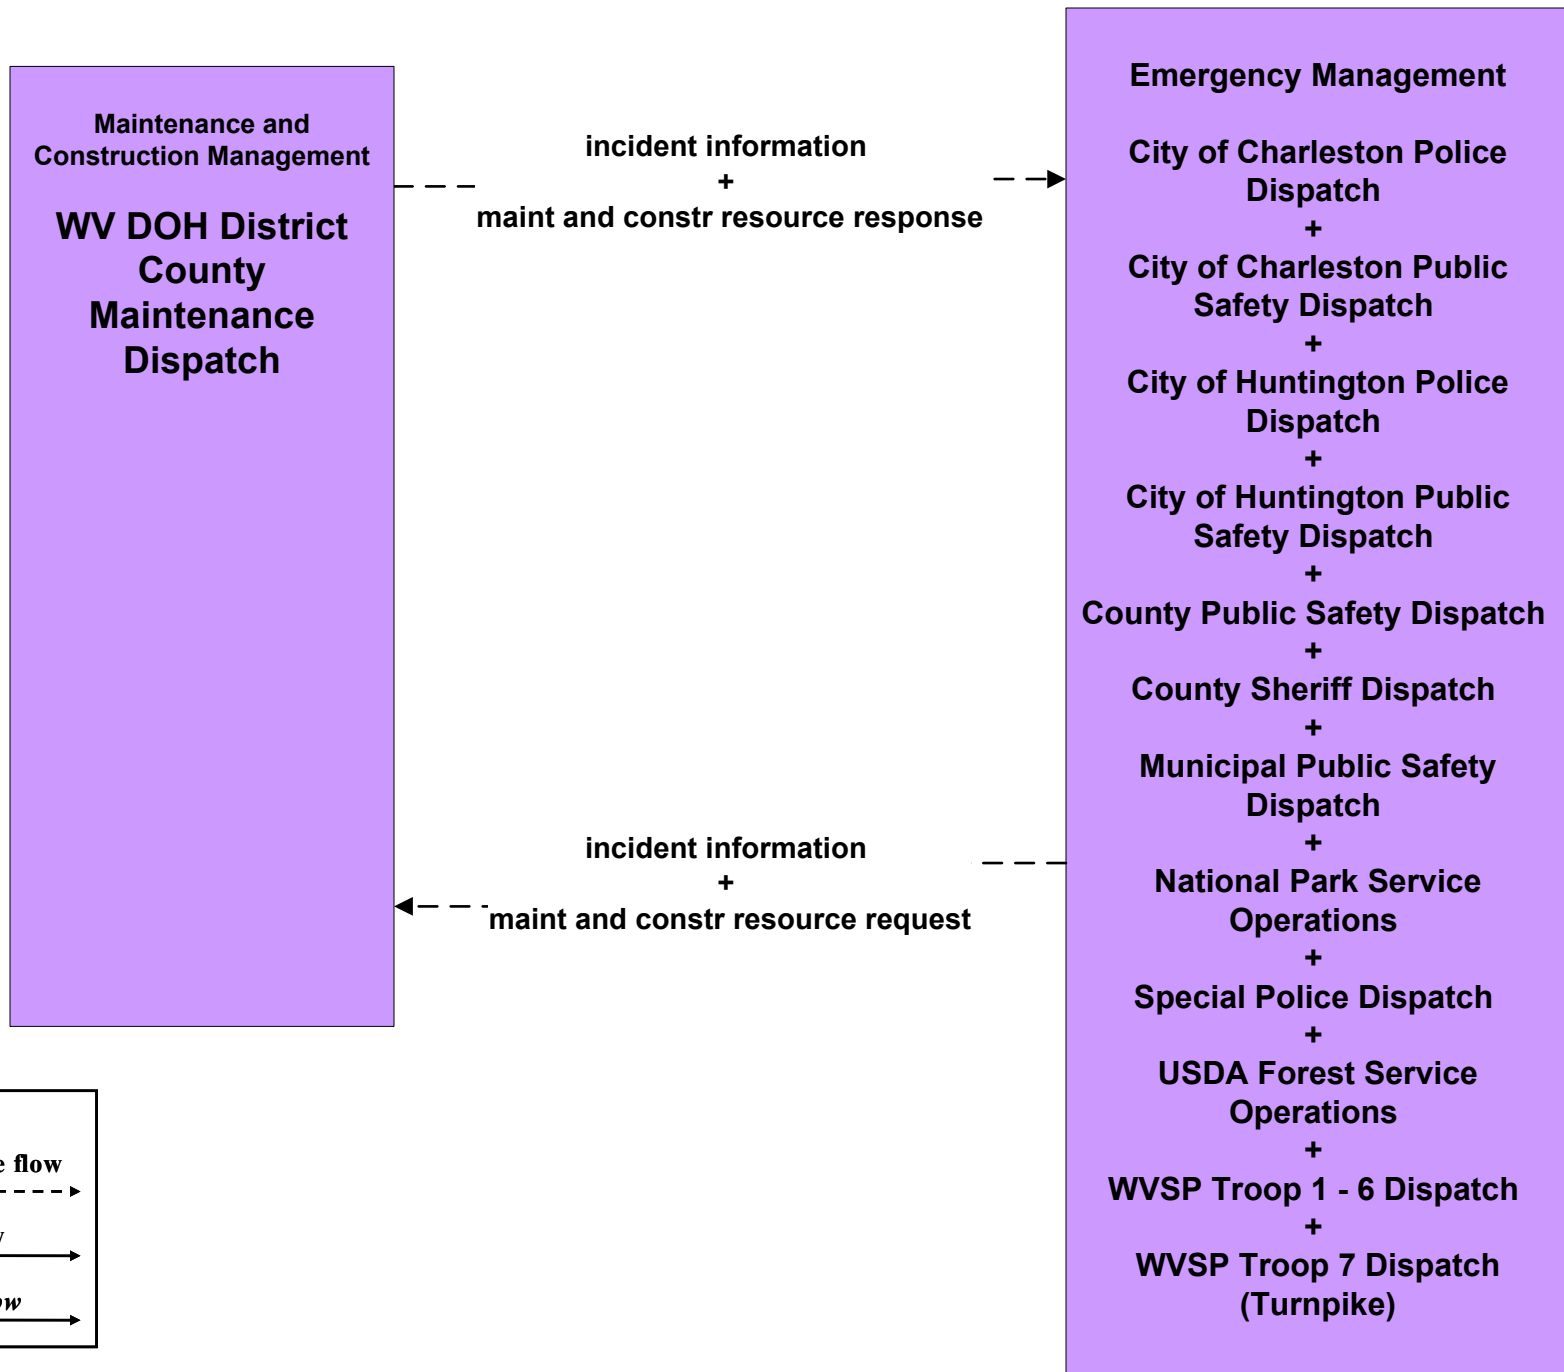 Maintenance and
Construction Management
WV DOH District
County
Maintenance
Dispatch
incident information
+
maint and constr resource response
incident information
+
maint and constr resource request
Emergency Management
City of Charleston Police
Dispatch
+
City of Charleston Public
Safety Dispatch
+
City of Huntington Police
Dispatch
+
City of Huntington Public
Safety Dispatch
+
County Public Safety Dispatch
+
County Sheriff Dispatch
+
Municipal Public Safety
Dispatch
+
National Park Service
Operations
+
Special Police Dispatch
+
USDA Forest Service
Operations
+
WVSP Troop 1 - 6 Dispatch
+
WVSP Troop 7 Dispatch
(Turnpike)
flow